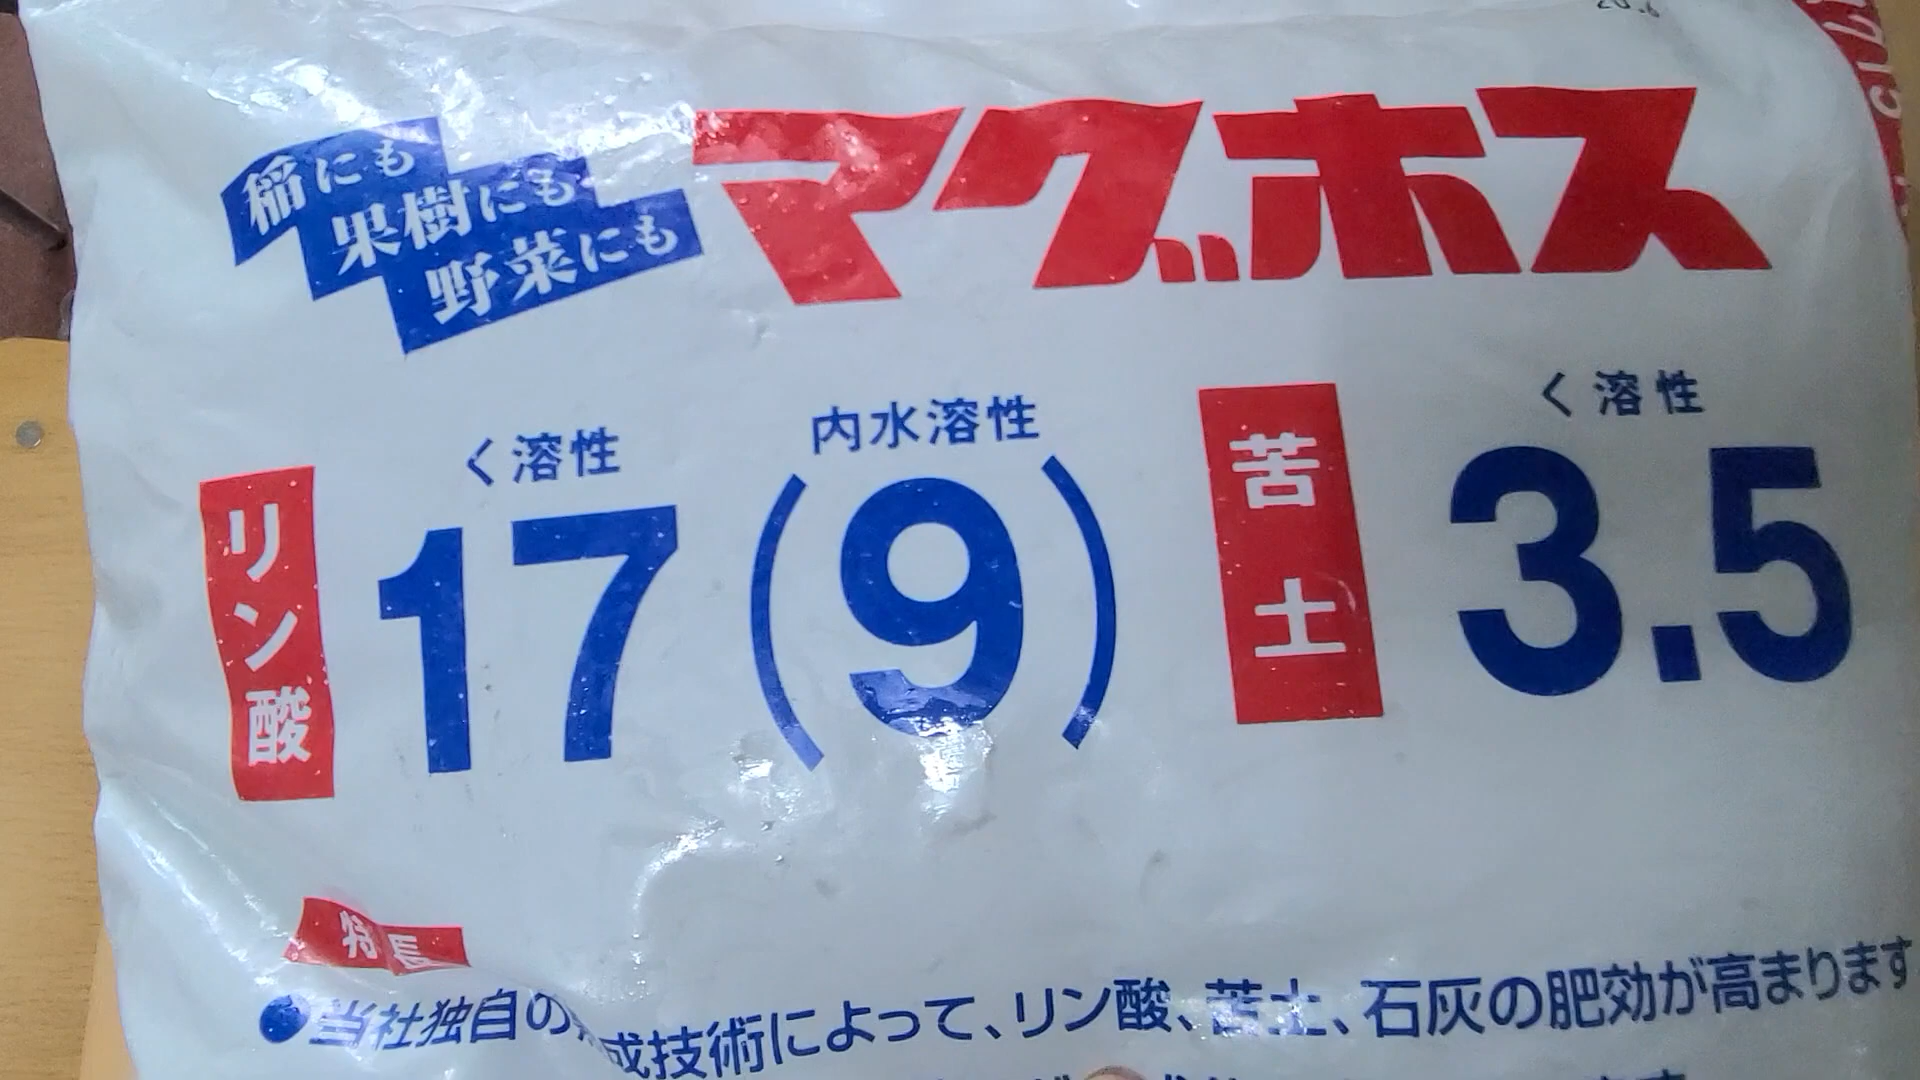 稲にも
果樹にも
野菜にも
マグホス
リン酸
く溶性
17
内水溶性
(9)
苦土
く溶性
3.5
特長
●当社独自の
成技術によって、リン酸、苦土、石灰の肥効が高まります